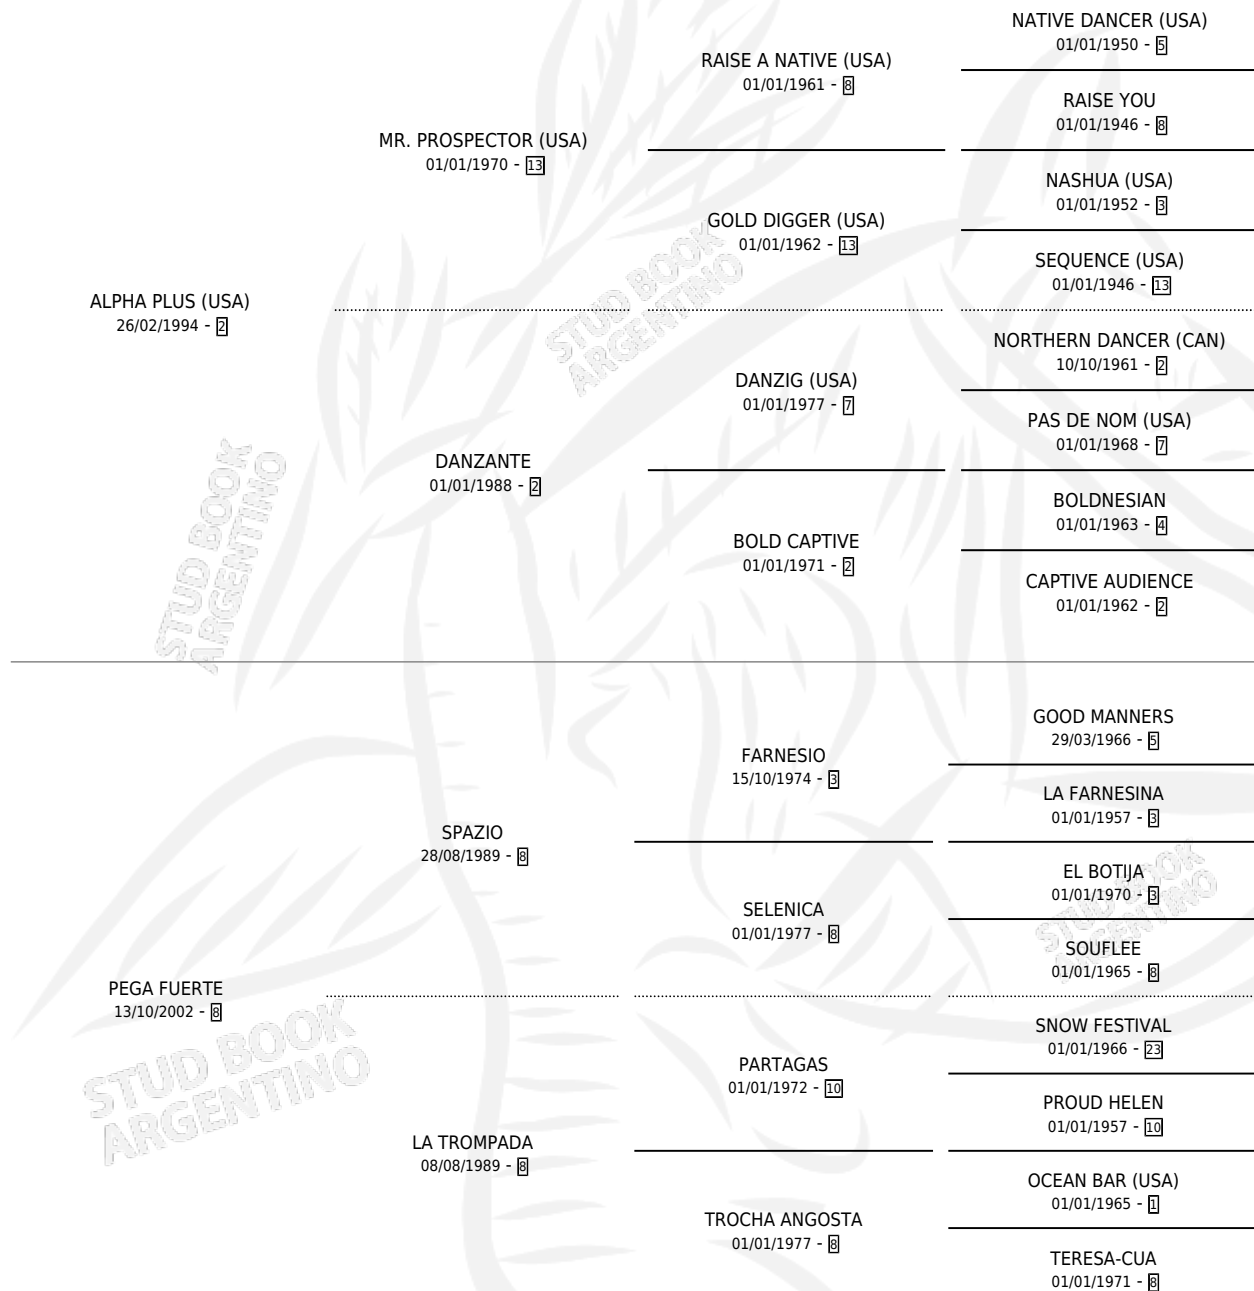 NATIVE DANCER (USA)
01/01/1950 - 5
RAISE A NATIVE (USA)
01/01/1961 - 8
RAISE YOU
01/01/1946 - 8
MR. PROSPECTOR (USA)
01/01/1970 - 13
NASHUA (USA)
01/01/1952 - 3
GOLD DIGGER (USA)
01/01/1962 - 13
SEQUENCE (USA)
01/01/1946 - 13
ALPHA PLUS (USA)
26/02/1994 - 2
NORTHERN DANCER (CAN)
10/10/1961 - 2
DANZIG (USA)
01/01/1977 - 7
PAS DE NOM (USA)
01/01/1968 - 7
DANZANTE
01/01/1988 - 2
BOLDNESIAN
01/01/1963 - 4
BOLD CAPTIVE
01/01/1971 - 2
CAPTIVE AUDIENCE
01/01/1962 - 2
GOOD MANNERS
29/03/1966 - 5
FARNESIO
15/10/1974 - 3
LA FARNESINA
01/01/1957 - 3
SPAZIO
28/08/1989 - 8
EL BOTIJA
01/01/1970 - 3
SELENICA
01/01/1977 - 8
SOUFLEE
01/01/1965 - 8
PEGA FUERTE
13/10/2002 - 8
SNOW FESTIVAL
01/01/1966 - 23
PARTAGAS
01/01/1972 - 10
PROUD HELEN
01/01/1957 - 10
LA TROMPADA
08/08/1989 - 8
OCEAN BAR (USA)
01/01/1965 - 1
TROCHA ANGOSTA
01/01/1977 - 8
TERESA-CUA
01/01/1971 - 8
STUD BOOK
ARGENTINO
STUD BOOK
ARGENTINO
STUD BOOK
ARGENTINO
STUD BOOK
ARGENTINO